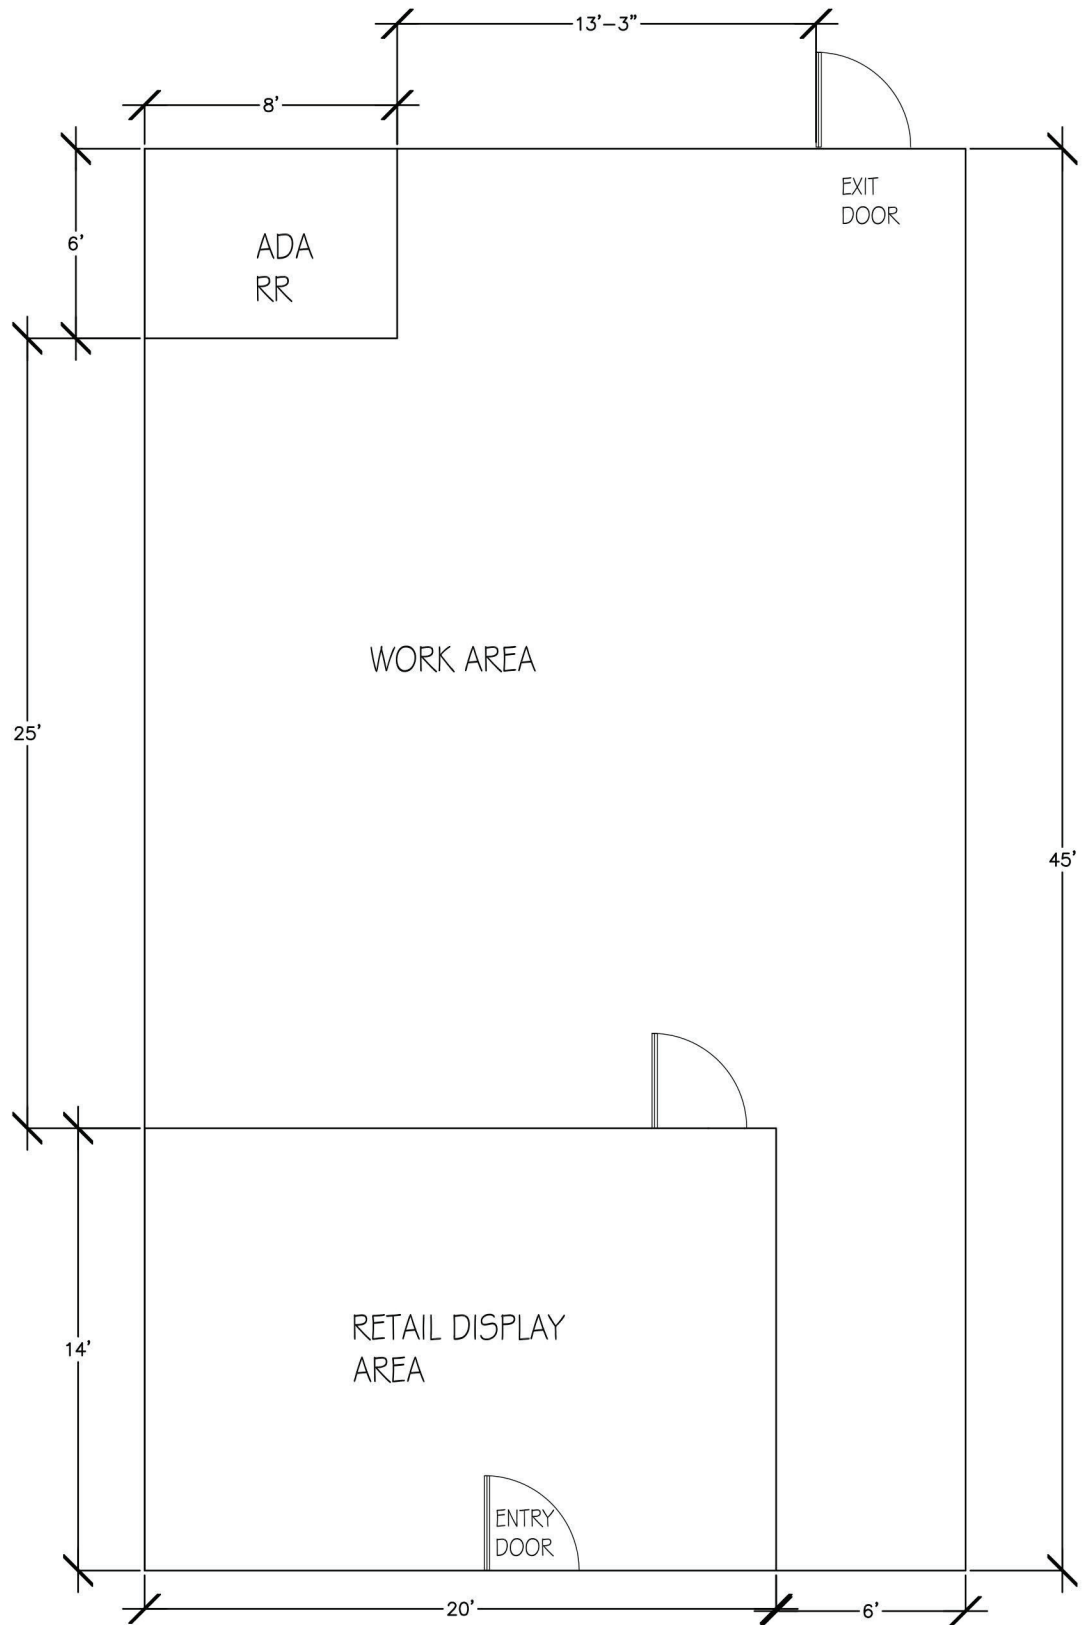 13'-3"
8'
EXIT
DOOR
6'
ADA
RR
WORK AREA
25'
45'
RETAIL DISPLAY
AREA
14'
ENTRY
DOOR
20'
6'